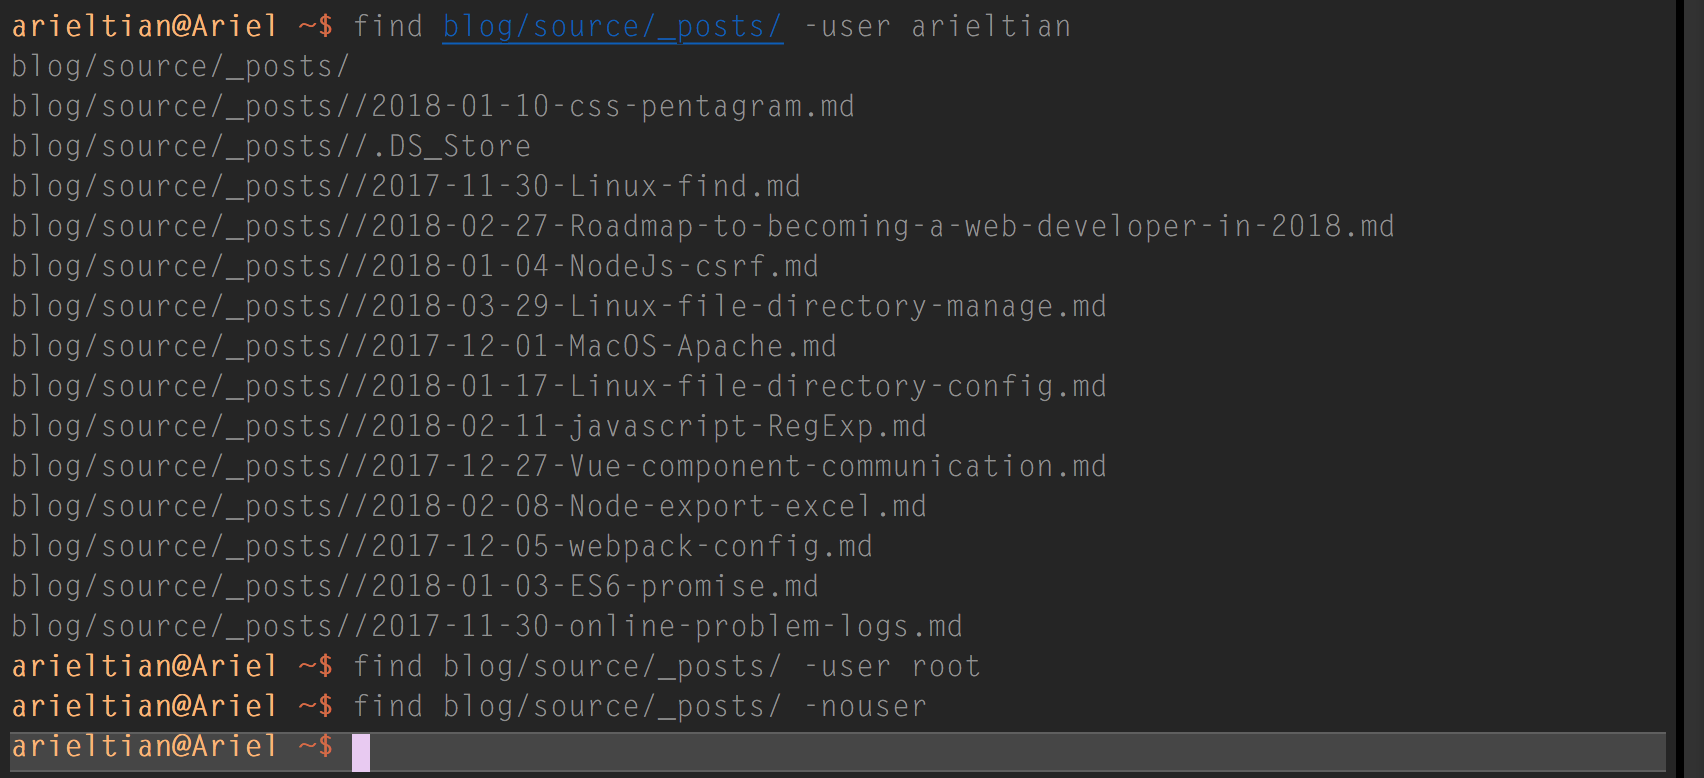 arieltian@Ariel ~$ find blog/source/_posts/ -user arieltian
blog/source/_posts/
blog/source/_posts//2018-01-10-css-pentagram.md
blog/source/_posts//.DS_Store
blog/source/_posts//2017-11-30-Linux-find.md
blog/source/_posts//2018-02-27-Roadmap-to-becoming-a-web-developer-in-2018.md
blog/source/_posts//2018-01-04-NodeJs-csrf.md
blog/source/_posts//2018-03-29-Linux-file-directory-manage.md
blog/source/_posts//2017-12-01-MacOS-Apache.md
blog/source/_posts//2018-01-17-Linux-file-directory-config.md
blog/source/_posts//2018-02-11-javascript-RegExp.md
blog/source/_posts//2017-12-27-Vue-component-communication.md
blog/source/_posts//2018-02-08-Node-export-excel.md
blog/source/_posts//2017-12-05-webpack-config.md
blog/source/_posts//2018-01-03-ES6-promise.md
blog/source/_posts//2017-11-30-online-problem-logs.md
arieltian@Ariel ~$ find blog/source/_posts/ -user root
arieltian@Ariel ~$ find blog/source/_posts/ -nouser
arieltian@Ariel ~$